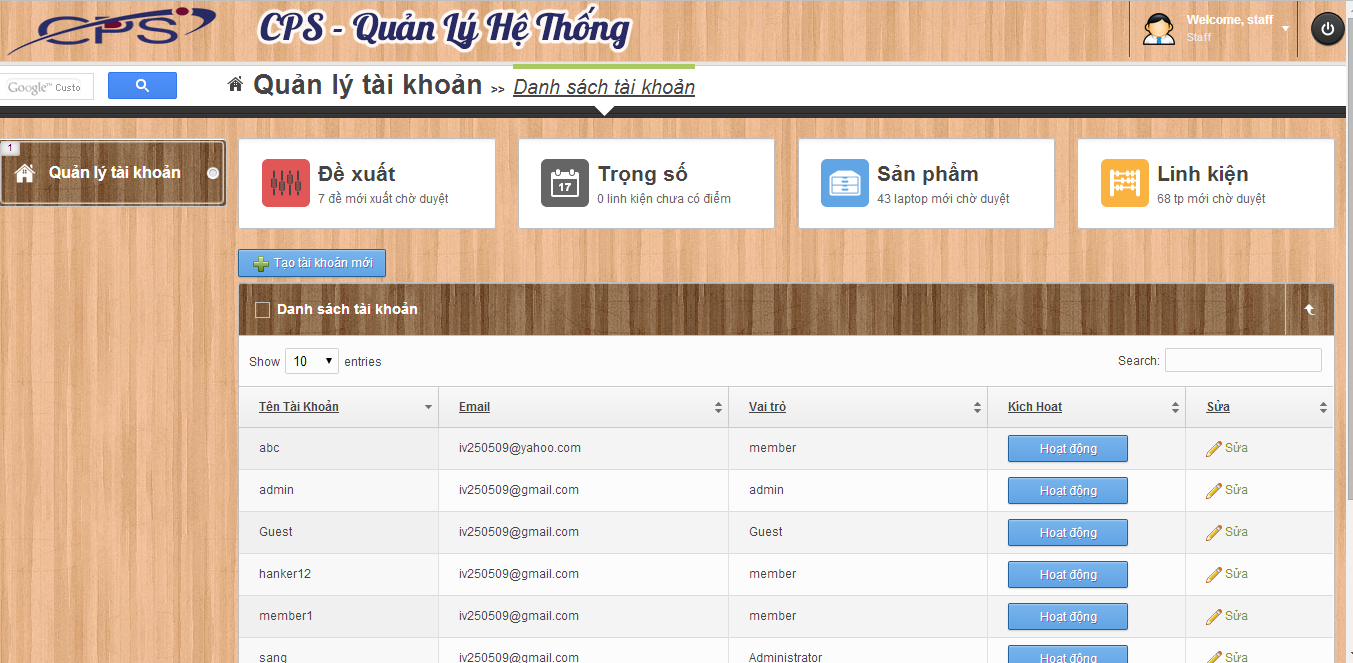 CPS
CPS - Quản Lý Hệ Thống
Welcome, staff
Staff
Google™ Custo
Quản lý tài khoản >> Danh sách tài khoản
1
Quản lý tài khoản
Đề xuất
7 đề mới xuất chờ duyệt
17
Trọng số
0 linh kiện chưa có điểm
Sản phẩm
43 laptop mới chờ duyệt
Linh kiện
68 tp mới chờ duyệt
Tạo tài khoản mới
Danh sách tài khoản
Show 10 entries
Search:
Tên Tài Khoản Email Vai trò Kích Hoạt Sửa
abc iv250509@yahoo.com member Hoạt động Sửa
admin iv250509@gmail.com admin Hoạt động Sửa
Guest iv250509@gmail.com Guest Hoạt động Sửa
hanker12 iv250509@gmail.com member Hoạt động Sửa
member1 iv250509@gmail.com member Hoạt động Sửa
sang iv250509@gmail.com Administrator Hoạt động Sửa